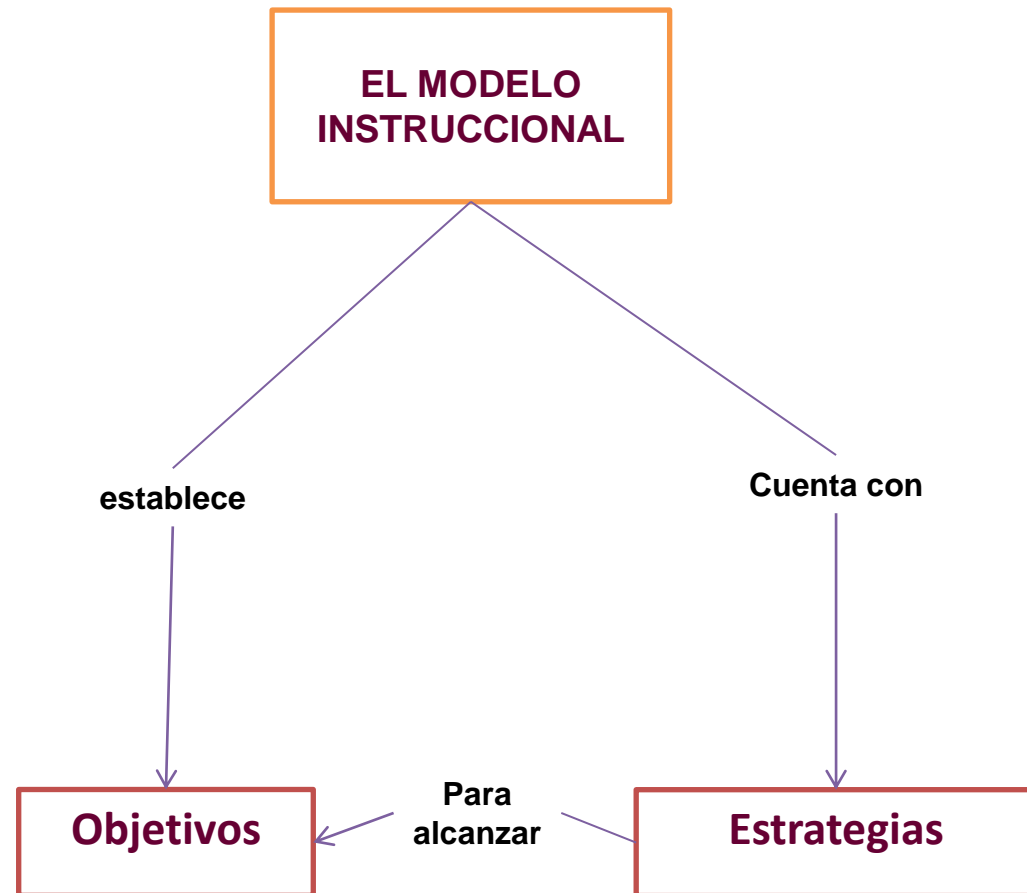 EL MODELO
INSTRUCCIONAL
establece
Cuenta con
Para
alcanzar
Objetivos
Estrategias